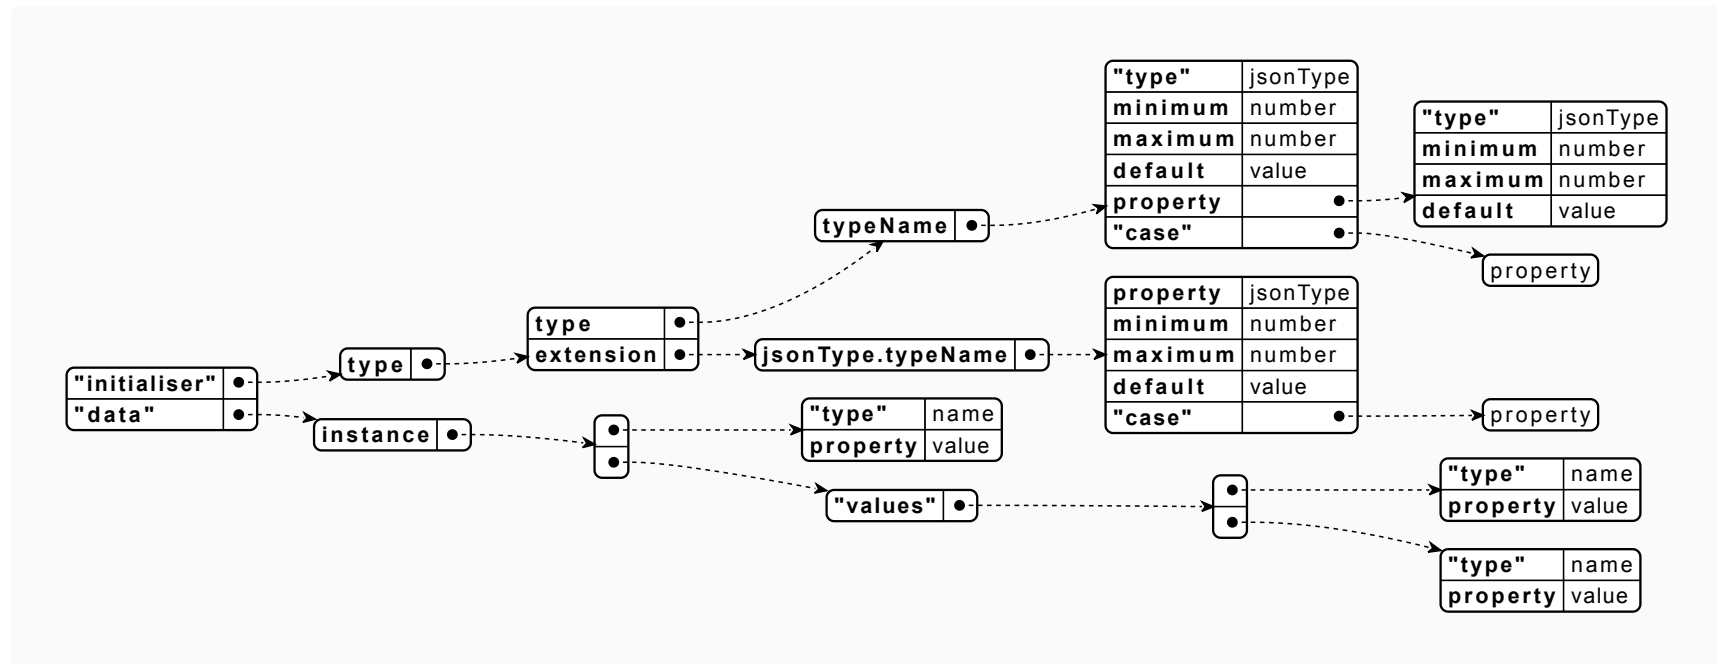 "initialiser"
"data"
type
instance
type
extension
typeName
jsonType.typeName
"type" jsonType
minimum number
maximum number
default value
property
"case"
"type" jsonType
minimum number
maximum number
default value
property
property jsonType
minimum number
maximum number
default value
"case"
property
"type" name
property value
"values"
"type" name
property value
"type" name
property value